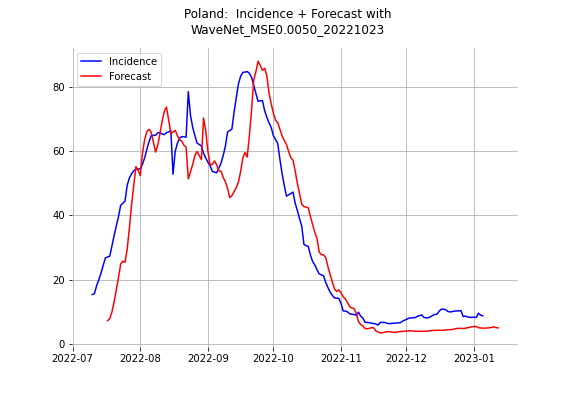 Poland:  Incidence + Forecast with
WaveNet_MSE0.0050_20221023
Incidence
Forecast
80
60
40
20
0
2022-07 2022-08 2022-09 2022-10 2022-11 2022-12 2023-01